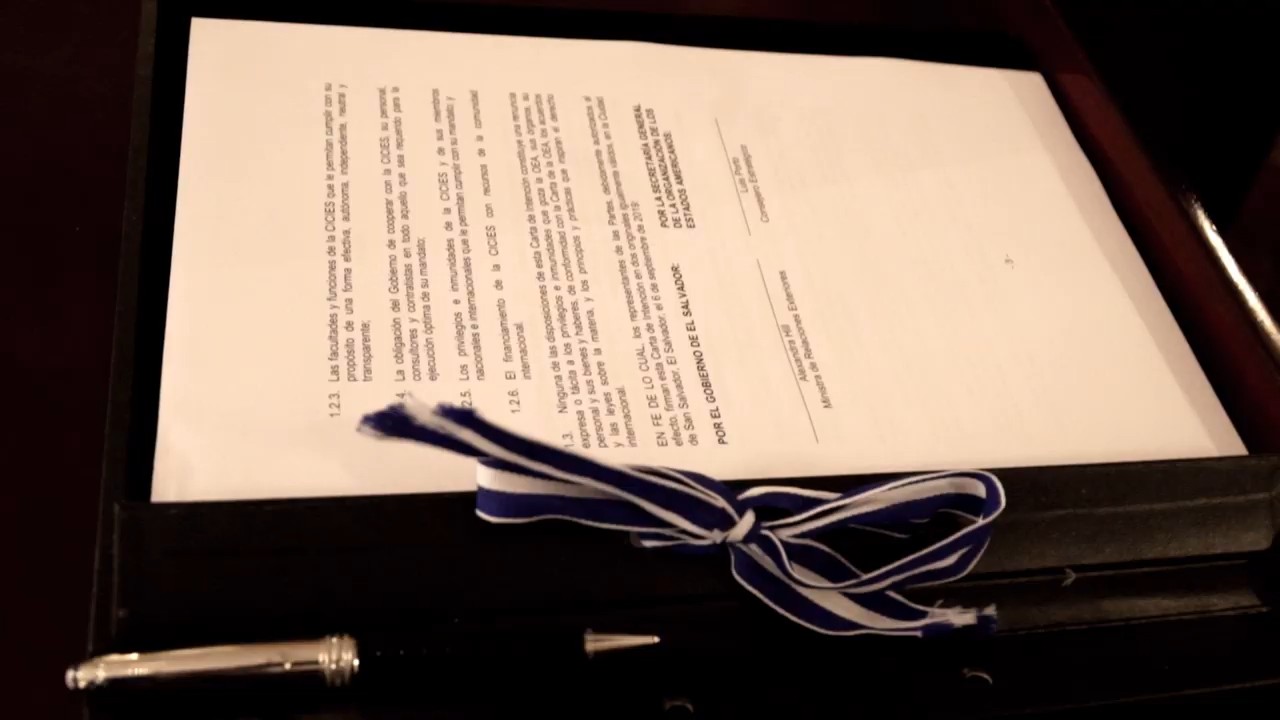 1.2.3. Las facultades y funciones de la CICIES que le permitan cumplir con su
propósito de una forma efectiva, autónoma, independiente, neutral y
transparente;
4. La obligación del Gobierno de cooperar con la CICIES, su personal,
consultores y contratistas en todo aquello que sea requerido para la
ejecución óptima de su mandato;
2.5. Los privilegios e inmunidades de la CICIES y de sus miembros
nacionales e internacionales que le permitan cumplir con su mandato; y
1.2.6. El financiamiento de la CICIES con recursos de la comunidad
internacional.
1.3. Ninguna de las disposiciones de esta Carta de Intención constituye una renuncia
expresa o tácita a los privilegios e inmunidades que goza la OEA, sus órganos, su
personal y sus bienes y haberes, de conformidad con la Carta de la OEA, los acuerdos
y las leyes sobre la materia, y los principios y prácticas que inspiran el derecho
internacional.
EN FE DE LO CUAL, los representantes de las Partes, debidamente autorizados al
efecto, firman esta Carta de Intención en dos originales igualmente válidos, en la Ciudad
de San Salvador, El Salvador, el 6 de septiembre de 2019:
POR EL GOBIERNO DE EL SALVADOR:
POR LA SECRETARÍA GENERAL
DE LA ORGANIZACIÓN DE LOS
ESTADOS AMERICANOS:
Alexandra Hill
Ministra de Relaciones Exteriores
Luis Porto
Consejero Estratégico